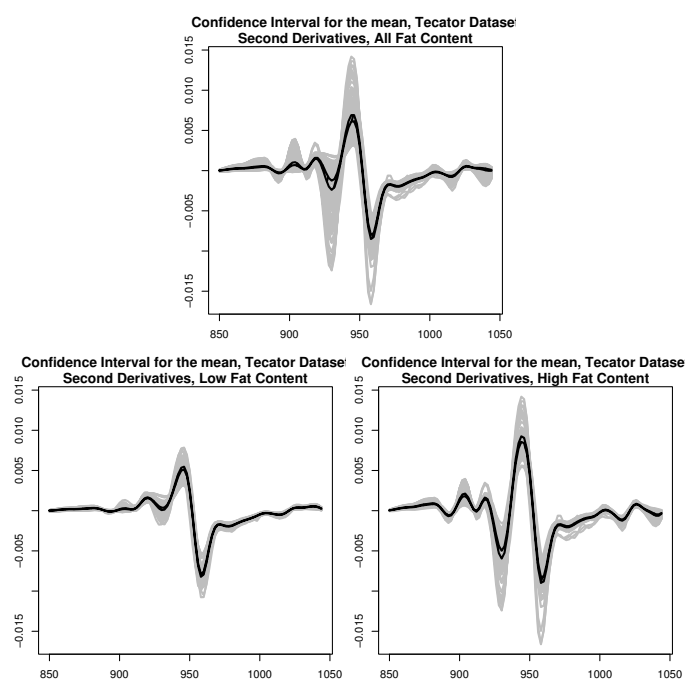 Confidence Interval for the mean, Tecator Dataset
Second Derivatives, All Fat Content
0.015
0.010
0.005
0
−0.005
−0.015
850 900 950 1000 1050
Confidence Interval for the mean, Tecator Dataset
Second Derivatives, Low Fat Content
0.015
0.005
−0.005
−0.015
850 900 950 1000 1050
Confidence Interval for the mean, Tecator Datase
Second Derivatives, High Fat Content
0.015
0.005
−0.005
−0.015
850 900 950 1000 1050